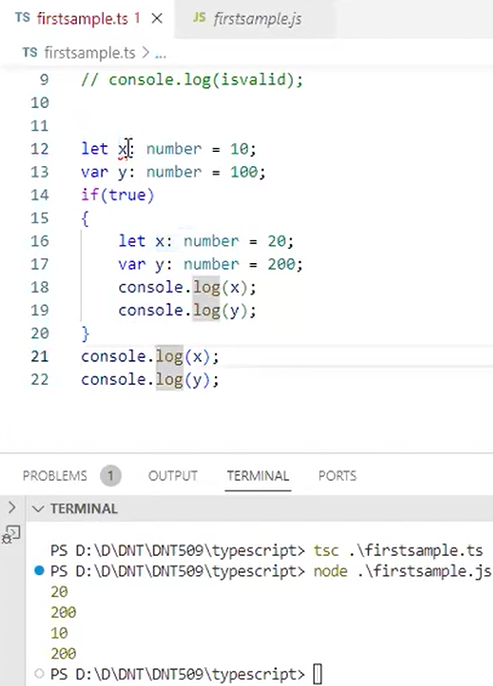 TS firstsample.ts 1 × JS firstsample.js
TS firstsample.ts > ...
9 // console.log(isvalid);
10
11
12 let x: number = 10;
13 var y: number = 100;
14 if(true)
15 {
16 let x: number = 20;
17 var y: number = 200;
18 console.log(x);
19 console.log(y);
20 }
21 console.log(x);
22 console.log(y);
PROBLEMS 1 OUTPUT TERMINAL PORTS
TERMINAL
PS D:\D\DNT\DNT509\typescript> tsc .\firstsample.ts
PS D:\D\DNT\DNT509\typescript> node .\firstsample.js
20
200
10
200
PS D:\D\DNT\DNT509\typescript>